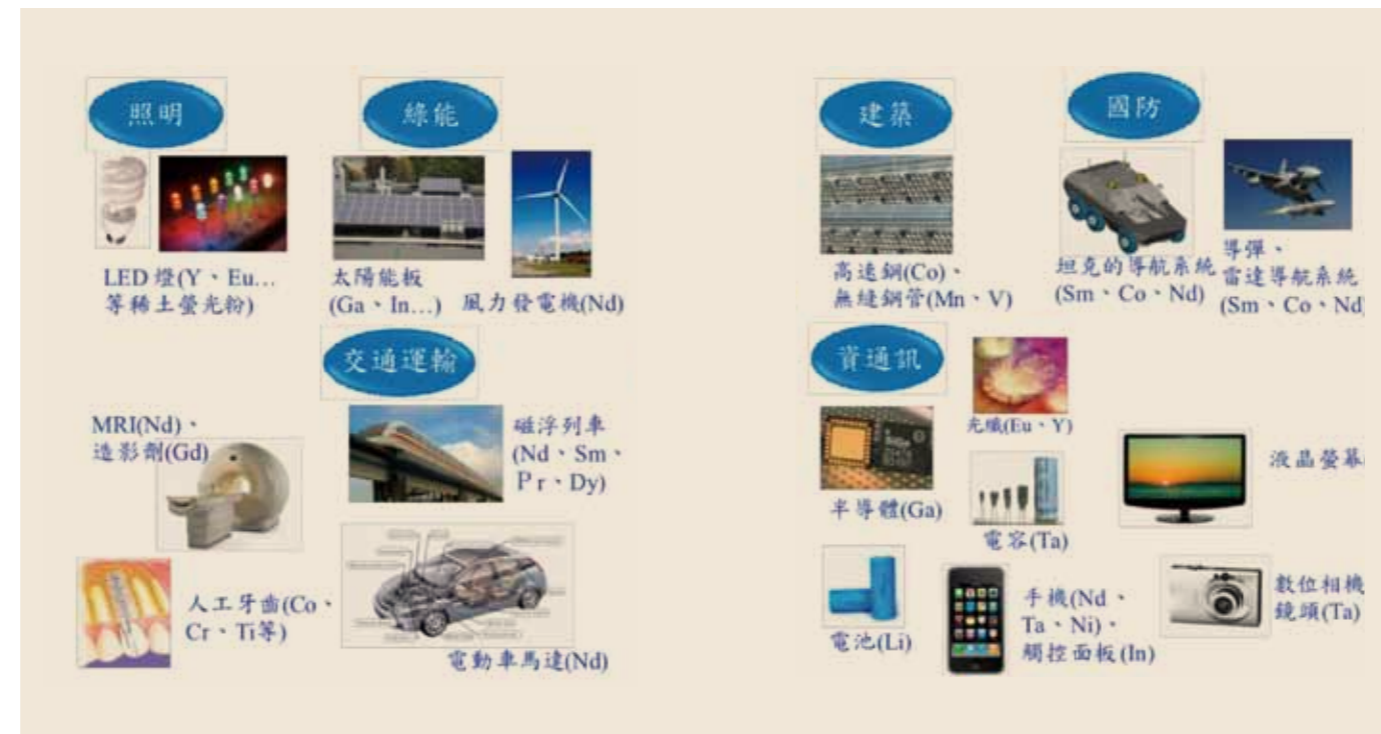 照明
LED 燈(Y、Eu...
等稀土螢光粉)
綠能
太陽能板
(Ga、In...)
風力發電機(Nd)
交通運輸
MRI(Nd)、
造影劑(Gd)
磁浮列車
(Nd、Sm、
Pr、Dy)
人工牙齒(Co、
Cr、Ti等)
電動車馬達(Nd)
建築
高速鋼(Co)、
無縫鋼管(Mn、V)
國防
坦克的導航系統
(Sm、Co、Nd)
導彈、
雷達導航系統
(Sm、Co、Nd
資通訊
光纖(Eu、Y)
半導體(Ga)
電容(Ta)
液晶螢幕
電池(Li)
手機(Nd、
Ta、Ni)、
觸控面板(In)
數位相機
鏡頭(Ta)